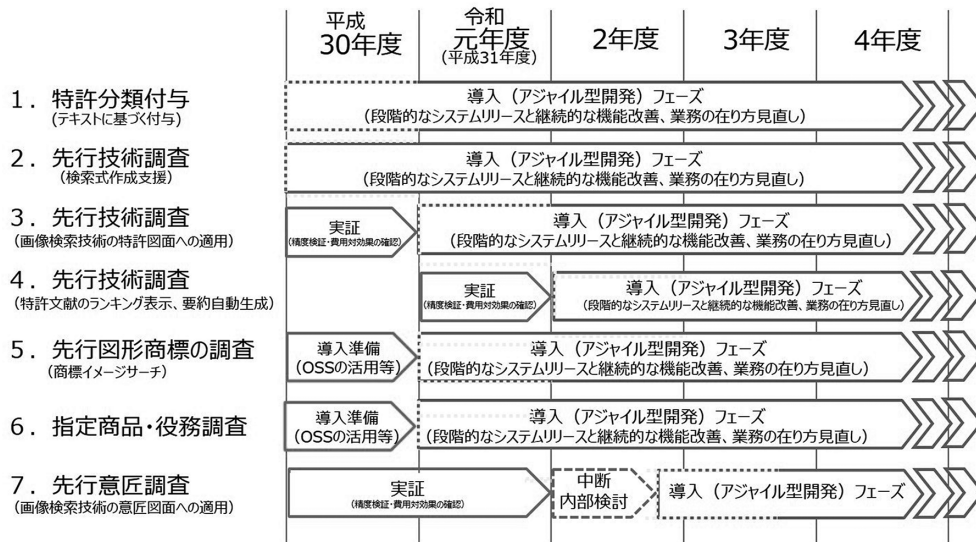 平成
30年度
令和
元年度
(平成31年度)
2年度
3年度
4年度
1．特許分類付与
(テキストに基づく付与)
導入（アジャイル型開発）フェーズ
(段階的なシステムリリースと継続的な機能改善、業務の在り方見直し)
2．先行技術調査
(検索式作成支援)
導入（アジャイル型開発）フェーズ
(段階的なシステムリリースと継続的な機能改善、業務の在り方見直し)
3．先行技術調査
(画像検索技術の特許図面への適用)
実証
(精度検証・費用対効果の確認)
導入（アジャイル型開発）フェーズ
(段階的なシステムリリースと継続的な機能改善、業務の在り方見直し)
4．先行技術調査
(特許文献のランキング表示、要約自動生成)
実証
(精度検証・費用対効果の確認)
導入（アジャイル型開発）フェーズ
(段階的なシステムリリースと継続的な機能改善、業務の在り方見直し)
5．先行図形商標の調査
(商標イメージサーチ)
導入準備
(OSSの活用等)
導入（アジャイル型開発）フェーズ
(段階的なシステムリリースと継続的な機能改善、業務の在り方見直し)
6．指定商品・役務調査
導入準備
(OSSの活用等)
導入（アジャイル型開発）フェーズ
(段階的なシステムリリースと継続的な機能改善、業務の在り方見直し)
7．先行意匠調査
(画像検索技術の意匠図面への適用)
実証
(精度検証・費用対効果の確認)
中断
内部検討
導入（アジャイル型開発）フェーズ